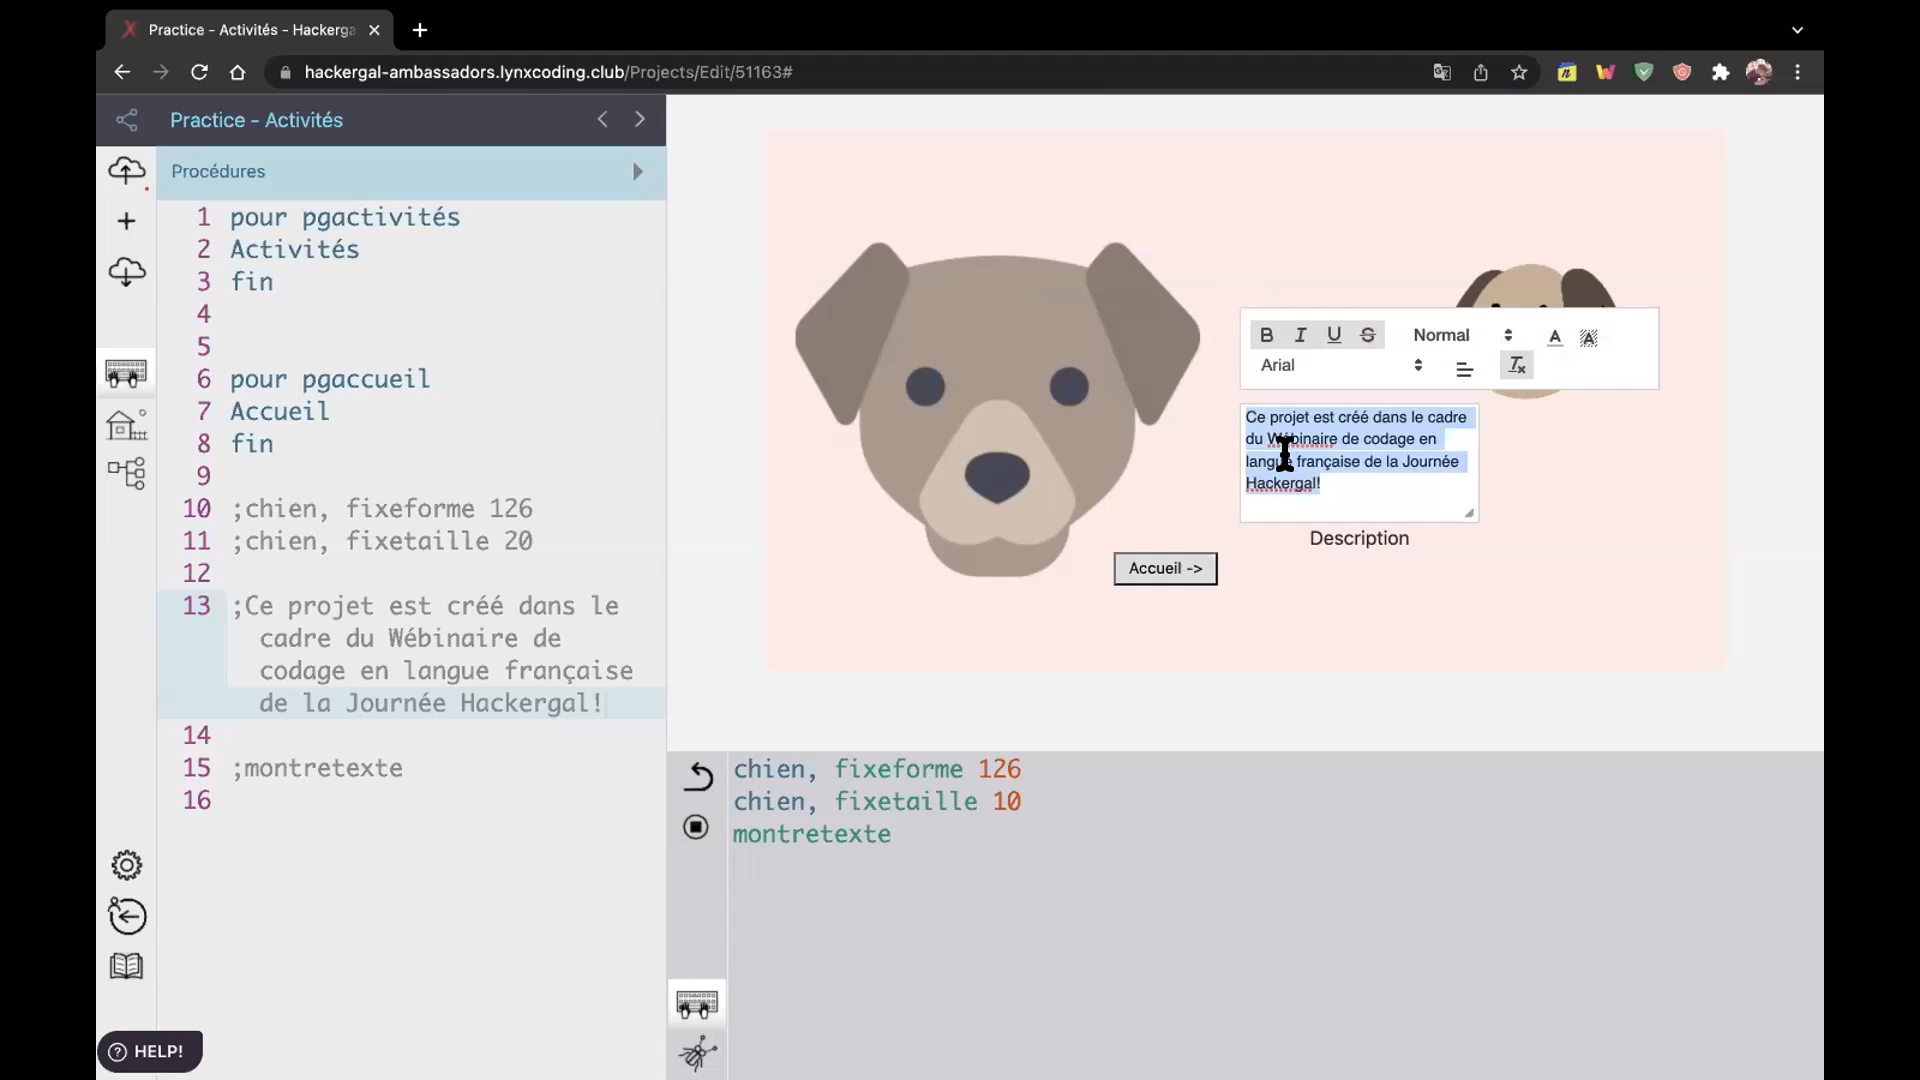 Practice - Activités - Hackerga
hackergal-ambassadors.lynxcoding.club/Projects/Edit/51163#
Practice - Activités
Procédures
1 pour pgactivités
2 Activités
3 fin
4
5
6 pour pgaccueil
7 Accueil
8 fin
9
10 ;chien, fixeforme 126
11 ;chien, fixetaille 20
12
13 ;Ce projet est créé dans le
cadre du Wébinaire de
codage en langue française
de la Journée Hackergal!
14
15 ;montretexte
16
B I U S Normal A A
Arial
Ce projet est créé dans le cadre
du Wébinaire de codage en
langue française de la Journée
Hackergal!
Description
Accueil ->
chien, fixeforme 126
chien, fixetaille 10
montretexte
HELP!